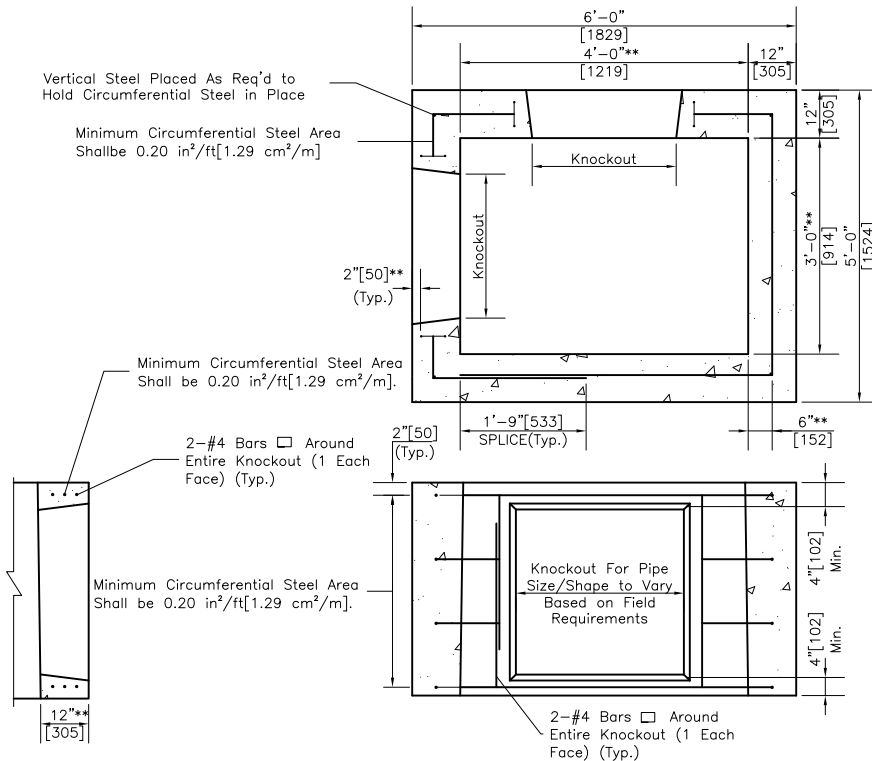 6'-0"
[1829]
4'-0"**
[1219]
12"
[305]
Vertical Steel Placed As Req'd to
Hold Circumferential Steel in Place
12"
[305]
Minimum Circumferential Steel Area
Shallbe 0.20 in²/ft[1.29 cm²/m]
Knockout
Knockout
3'-0"**
[914]
5'-0"
[1524]
2"[50]**
(Typ.)
Minimum Circumferential Steel Area
Shall be 0.20 in²/ft[1.29 cm²/m].
1'-9"[533]
SPLICE(Typ.)
6"**
[152]
2"[50]
(Typ.)
2-#4 Bars □ Around
Entire Knockout (1 Each
Face) (Typ.)
4"[102]
Min.
Knockout For Pipe
Size/Shape to Vary
Based on Field
Requirements
Minimum Circumferential Steel Area
Shall be 0.20 in²/ft[1.29 cm²/m].
4"[102]
Min.
12"**
[305]
2-#4 Bars □ Around
Entire Knockout (1 Each
Face) (Typ.)